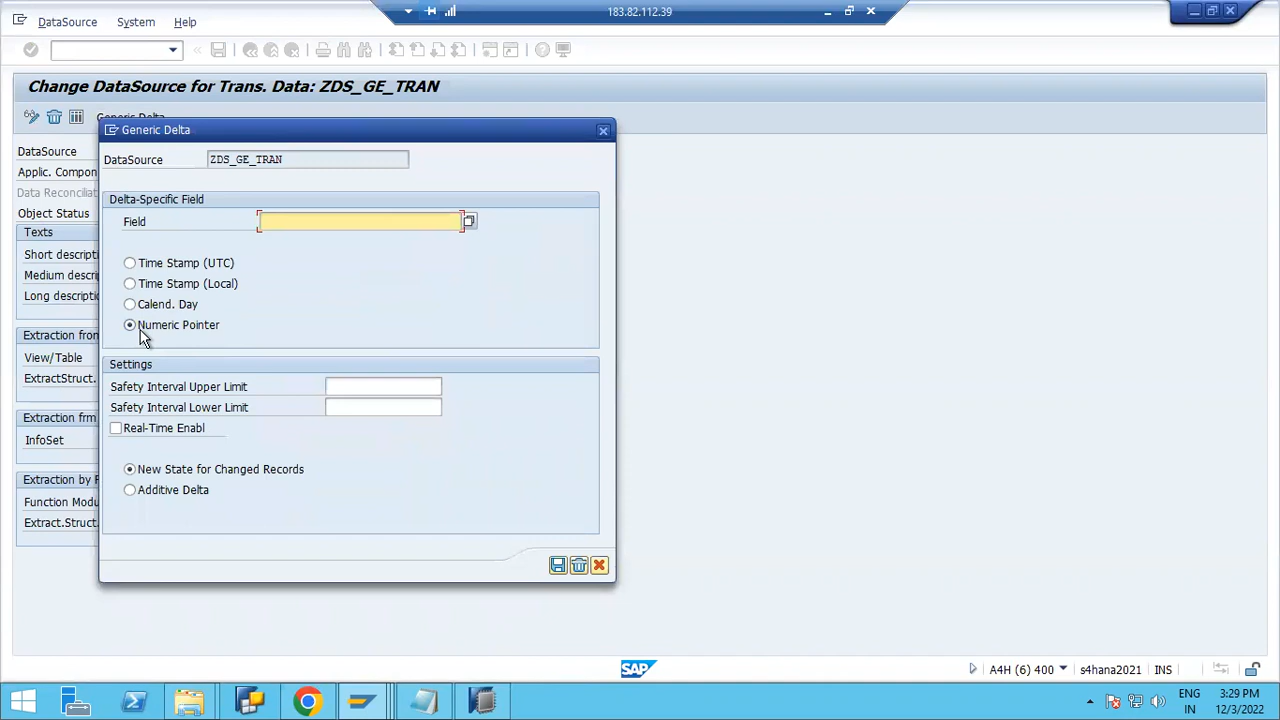 183.82.112.39
DataSource System Help
Change DataSource for Trans. Data: ZDS_GE_TRAN
Generic Delta
DataSource
Applic. Compon
Data Reconciliat
Object Status
Texts
Short descripti
Medium descri
Long descriptio
Extraction from
View/Table
ExtractStruct.
Extraction frm
InfoSet
Extraction by F
Function Modu
Extract.Struct.
Generic Delta
DataSource ZDS_GE_TRAN
Delta-Specific Field
Field
Time Stamp (UTC)
Time Stamp (Local)
Calend. Day
Numeric Pointer
Settings
Safety Interval Upper Limit
Safety Interval Lower Limit
Real-Time Enabl
New State for Changed Records
Additive Delta
SAP
A4H (6) 400 s4hana2021 INS
ENG 3:29 PM
IN 12/3/2022